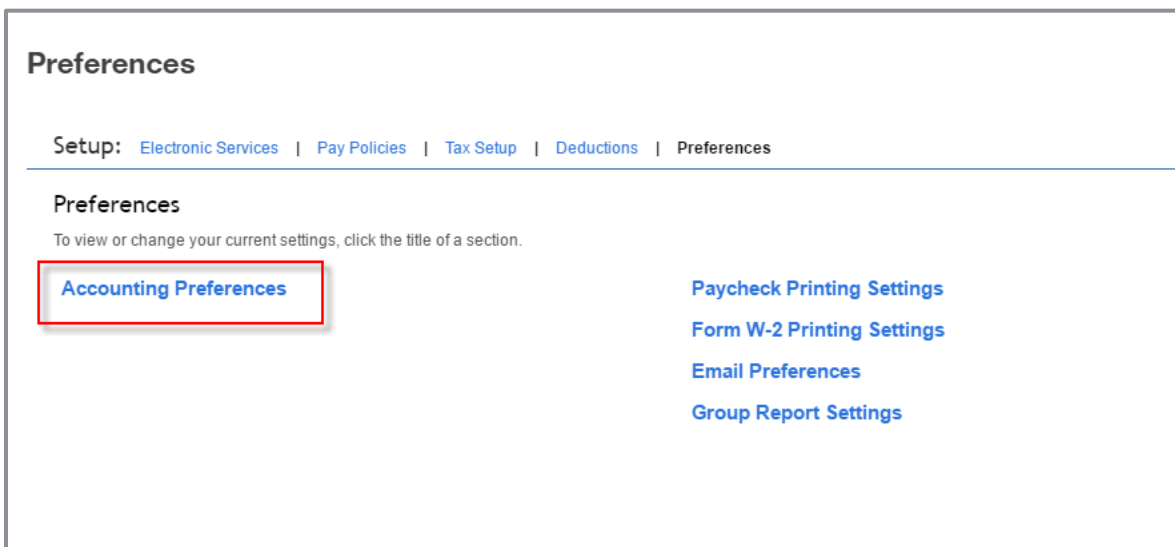 Preferences
Setup: Electronic Services | Pay Policies | Tax Setup | Deductions | Preferences
Preferences
To view or change your current settings, click the title of a section.
Accounting Preferences
Paycheck Printing Settings
Form W-2 Printing Settings
Email Preferences
Group Report Settings